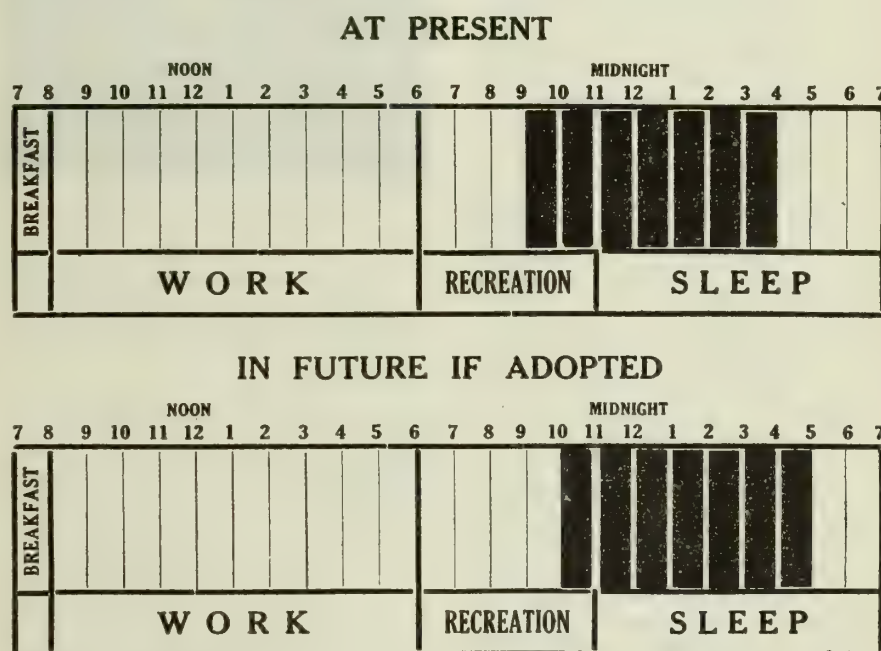 AT PRESENT
NOON MIDNIGHT
7 8 9 10 11 12 1 2 3 4 5 6 7 8 9 10 11 12 1 2 3 4 5 6 7
BREAKFAST
WORK RECREATION SLEEP
IN FUTURE IF ADOPTED
NOON MIDNIGHT
7 8 9 10 11 12 1 2 3 4 5 6 7 8 9 10 11 12 1 2 3 4 5 6 7
BREAKFAST
WORK RECREATION SLEEP